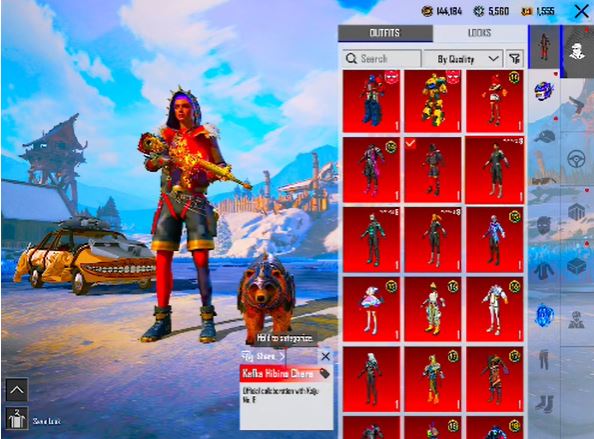 144,184 5,560 1,555
OUTFITS LOOKS
Search By Quality
Hold to categorize.
Share
Kafka Hibino Chara
Official collaboration with Kaiju
No. 8
Save Look